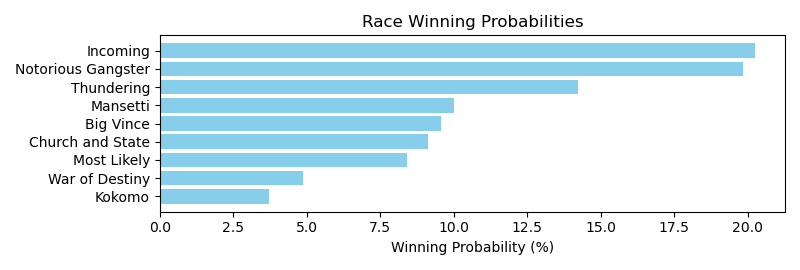 Race Winning Probabilities
Incoming
Notorious Gangster
Thundering
Mansetti
Big Vince
Church and State
Most Likely
War of Destiny
Kokomo
0.0 2.5 5.0 7.5 10.0 12.5 15.0 17.5 20.0
Winning Probability (%)